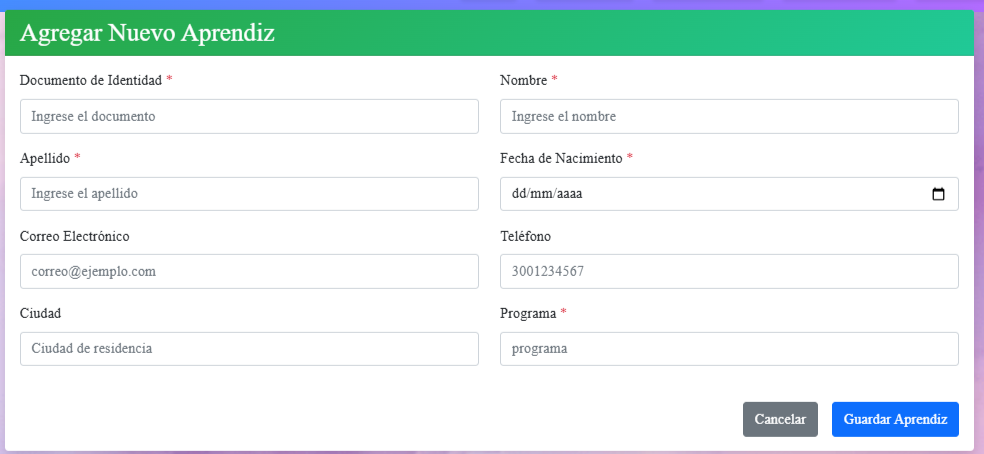 Agregar Nuevo Aprendiz
Documento de Identidad *
Nombre *
Ingrese el documento
Ingrese el nombre
Apellido *
Fecha de Nacimiento *
Ingrese el apellido
dd/mm/aaaa
Correo Electrónico
Teléfono
correo@ejemplo.com
3001234567
Ciudad
Programa *
Ciudad de residencia
programa
Cancelar
Guardar Aprendiz